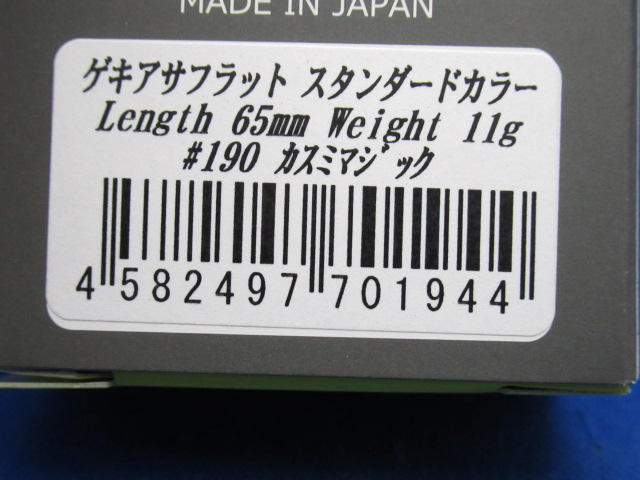 MADE IN JAPAN
ゲキアサフラット スタンダードカラー
Length 65mm Weight 11g
#190 ｶｽﾐﾏｼﾞｯｸ
4 582497 701944